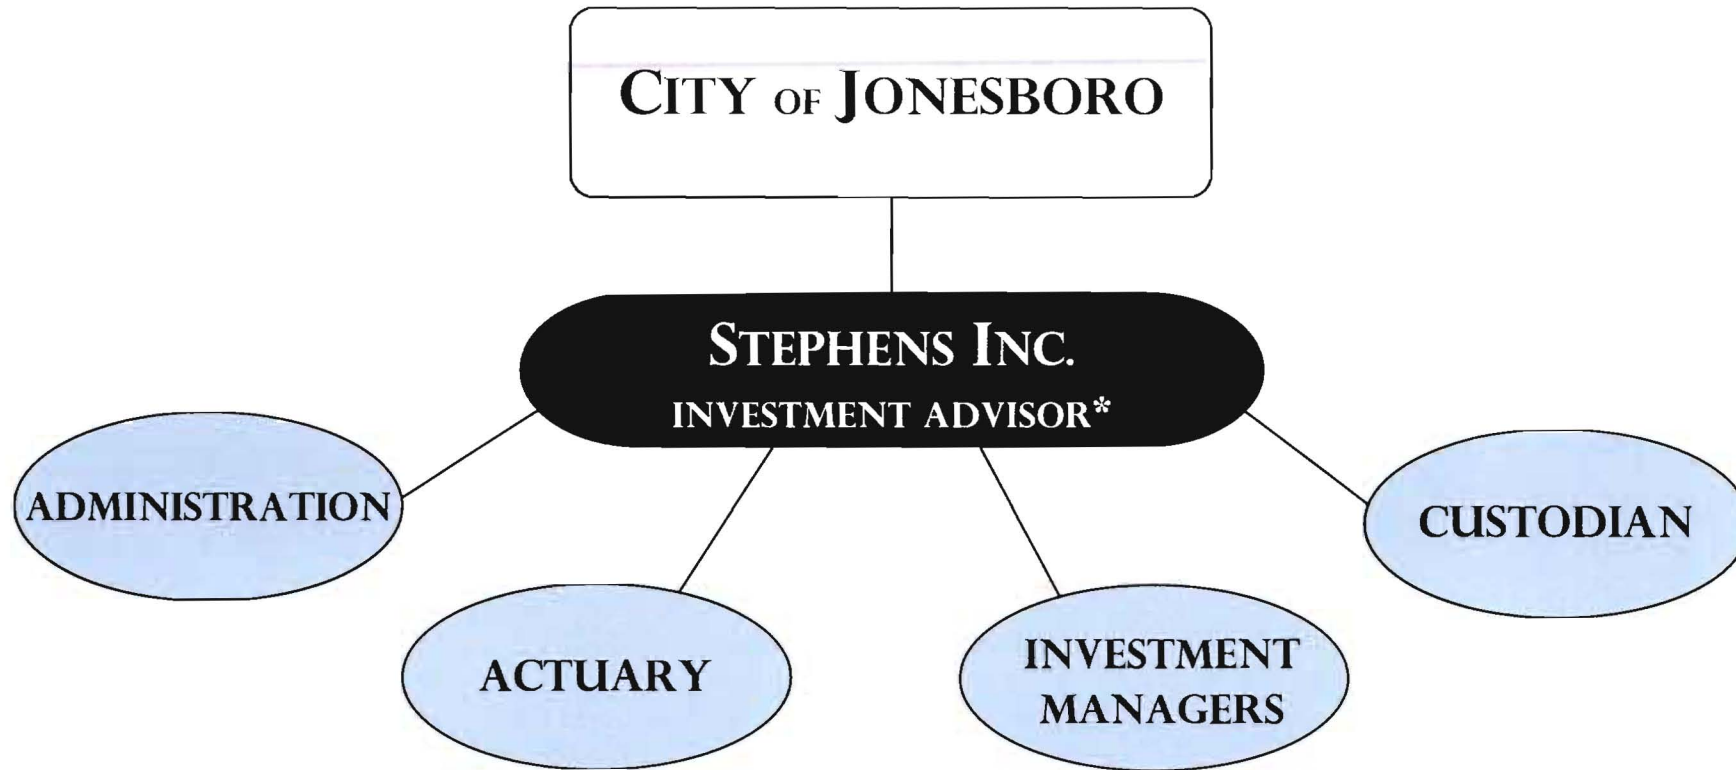 CITY OF JONESBORO
STEPHENS INC.
INVESTMENT ADVISOR*
ADMINISTRATION
CUSTODIAN
ACTUARY
INVESTMENT
MANAGERS